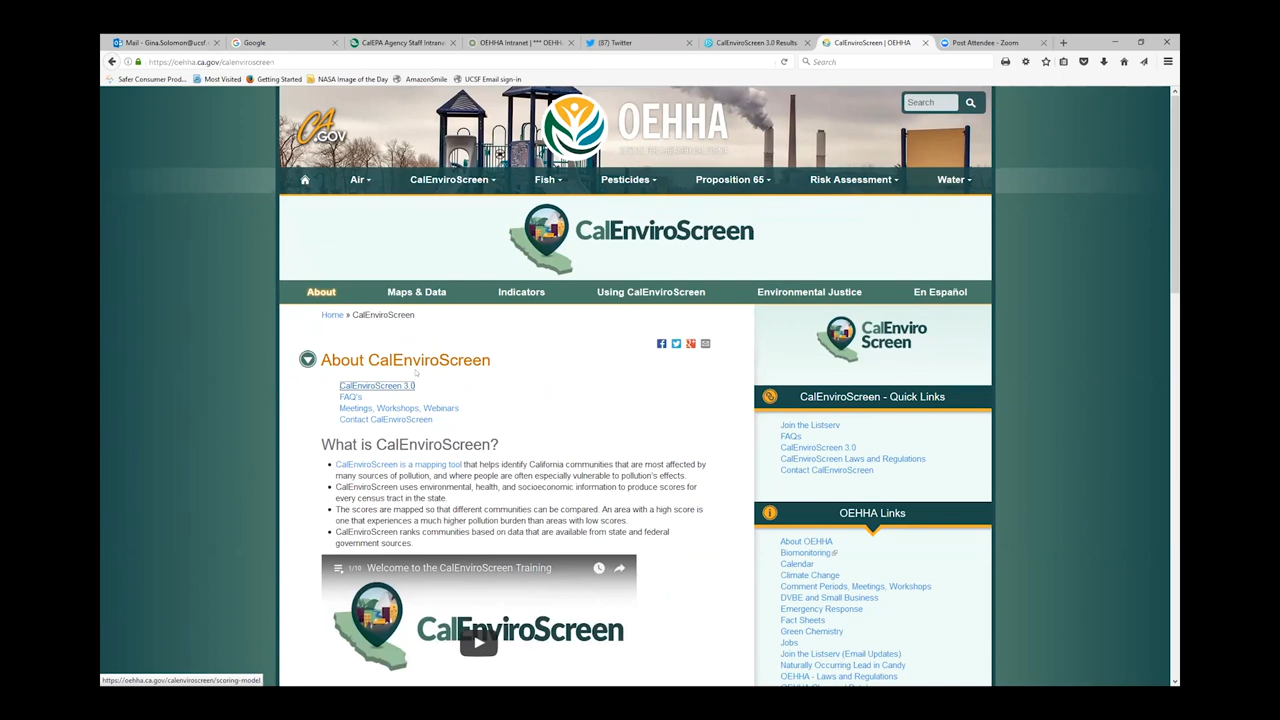 Mail - Gina.Solomon@ucsf.
Google
CalEPA Agency Staff Intrane
OEHHA Intranet | *** OEHH
(87) Twitter
CalEnviroScreen 3.0 Results
CalEnviroScreen | OEHHA
Post Attendee - Zoom
https://oehha.ca.gov/calenviroscreen
Search
Safer Consumer Prod...
Most Visited
Getting Started
NASA Image of the Day
AmazonSmile
UCSF Email sign-in
CA
.GOV
OEHHA
Search
Air
CalEnviroScreen
Fish
Pesticides
Proposition 65
Risk Assessment
Water
CalEnviroScreen
About
Maps & Data
Indicators
Using CalEnviroScreen
Environmental Justice
En Español
Home » CalEnviroScreen
About CalEnviroScreen
CalEnviroScreen 3.0
FAQ's
Meetings, Workshops, Webinars
Contact CalEnviroScreen
What is CalEnviroScreen?
CalEnviroScreen is a mapping tool that helps identify California communities that are most affected by
many sources of pollution, and where people are often especially vulnerable to pollution's effects.
CalEnviroScreen uses environmental, health, and socioeconomic information to produce scores for
every census tract in the state.
The scores are mapped so that different communities can be compared. An area with a high score is
one that experiences a much higher pollution burden than areas with low scores.
CalEnviroScreen ranks communities based on data that are available from state and federal
government sources.
1/10 Welcome to the CalEnviroScreen Training
CalEnviroScreen
CalEnviro
Screen
CalEnviroScreen - Quick Links
Join the Listserv
FAQs
CalEnviroScreen 3.0
CalEnviroScreen Laws and Regulations
Contact CalEnviroScreen
OEHHA Links
About OEHHA
Biomonitoring
Calendar
Climate Change
Comment Periods, Meetings, Workshops
DVBE and Small Business
Emergency Response
Fact Sheets
Green Chemistry
Jobs
Join the Listserv (Email Updates)
Naturally Occurring Lead in Candy
OEHHA - Laws and Regulations
https://oehha.ca.gov/calenviroscreen/scoring-model